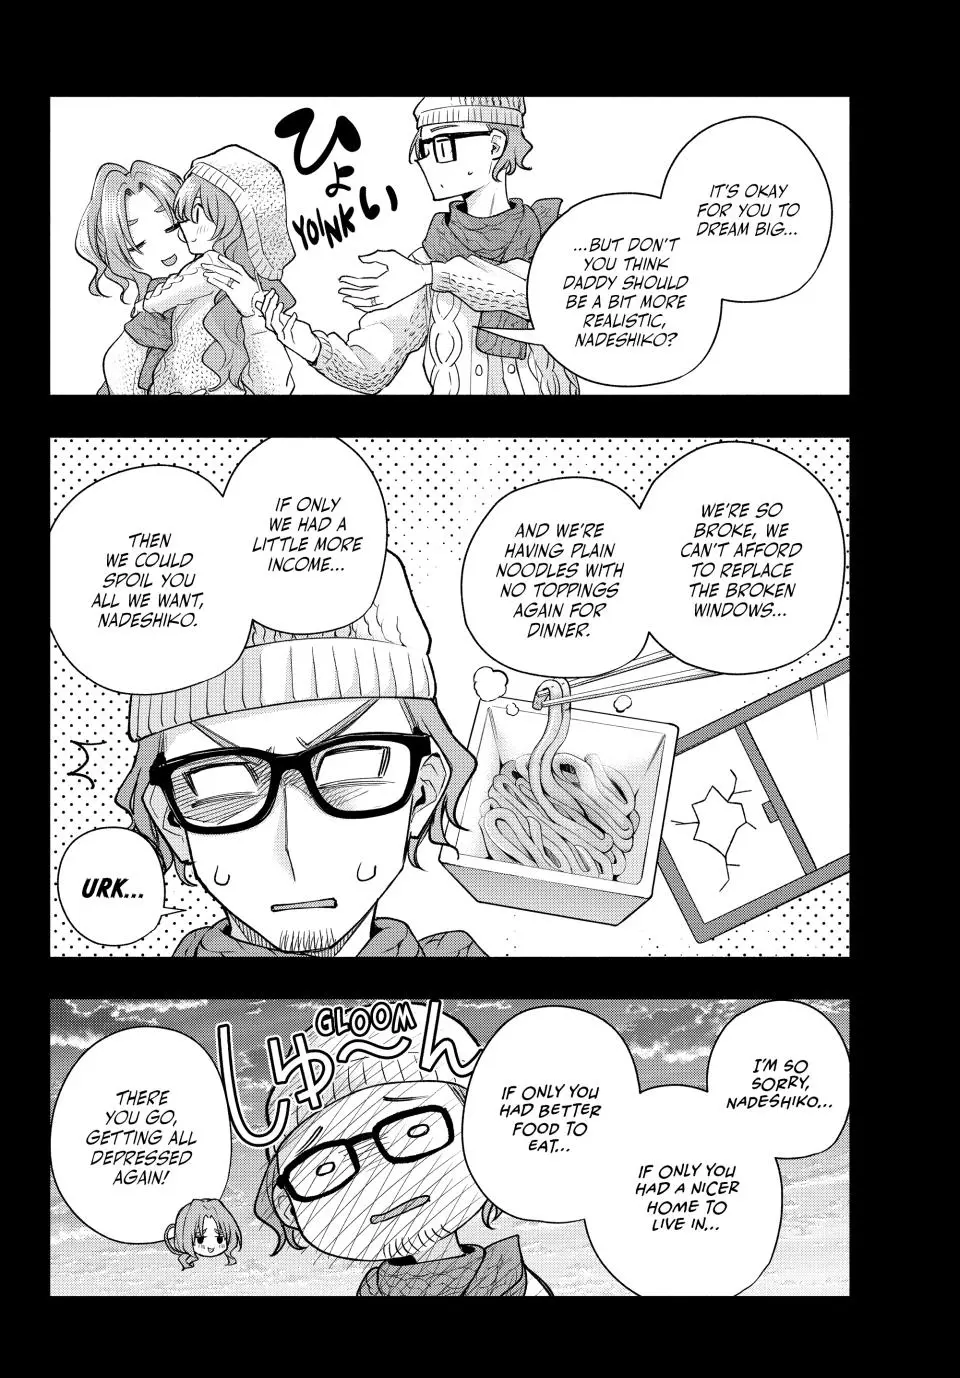 IT'S OKAY
FOR YOU TO
DREAM BIG...
...BUT DON'T
YOU THINK
DADDY SHOULD
BE A BIT MORE
REALISTIC,
NADESHIKO?
ひょい
YOINK
WE'RE SO
BROKE, WE
CAN'T AFFORD
TO REPLACE
THE BROKEN
WINDOWS...
AND WE'RE
HAVING PLAIN
NOODLES WITH
NO TOPPINGS
AGAIN FOR
DINNER.
IF ONLY
WE HAD A
LITTLE MORE
INCOME...
THEN
WE COULD
SPOIL YOU
ALL WE WANT,
NADESHIKO.
URK...
I'M SO
SORRY,
NADESHIKO...
IF ONLY YOU
HAD A NICER
HOME TO
LIVE IN...
IF ONLY YOU
HAD BETTER
FOOD TO
EAT...
GLOOM
しゅ〜ん
THERE
YOU GO,
GETTING ALL
DEPRESSED
AGAIN!